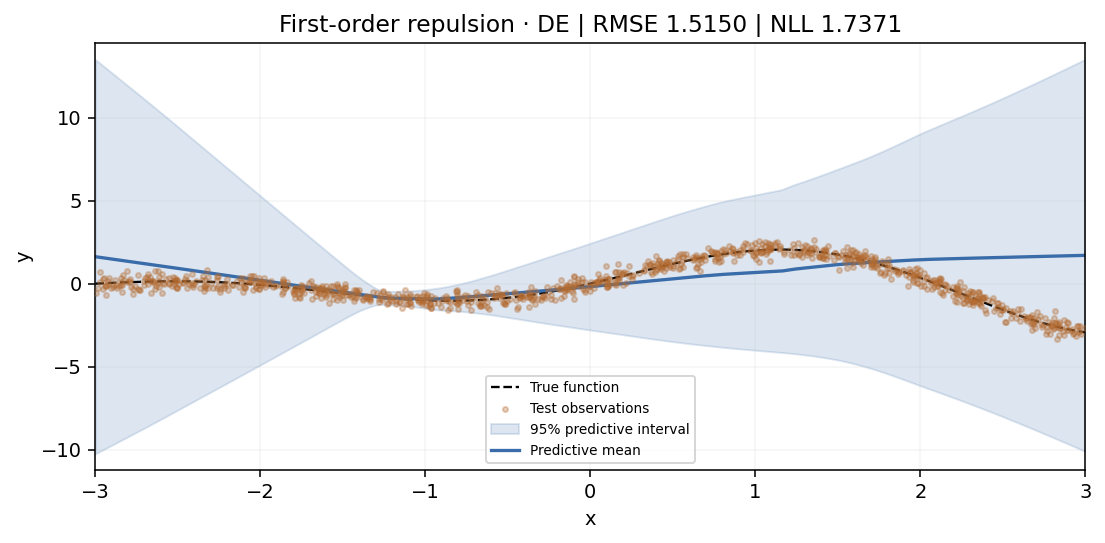 First-order repulsion · DE | RMSE 1.5150 | NLL 1.7371
10
5
0
−5
−10
y
True function
Test observations
95% predictive interval
Predictive mean
−3 −2 −1 0 1 2 3
x